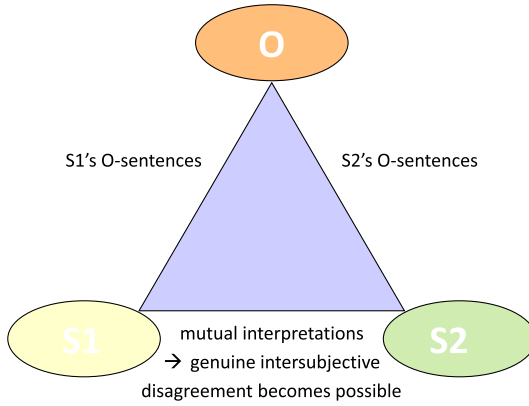 O
S1’s O-sentences
S2’s O-sentences
S1
S2
mutual interpretations
→ genuine intersubjective
disagreement becomes possible